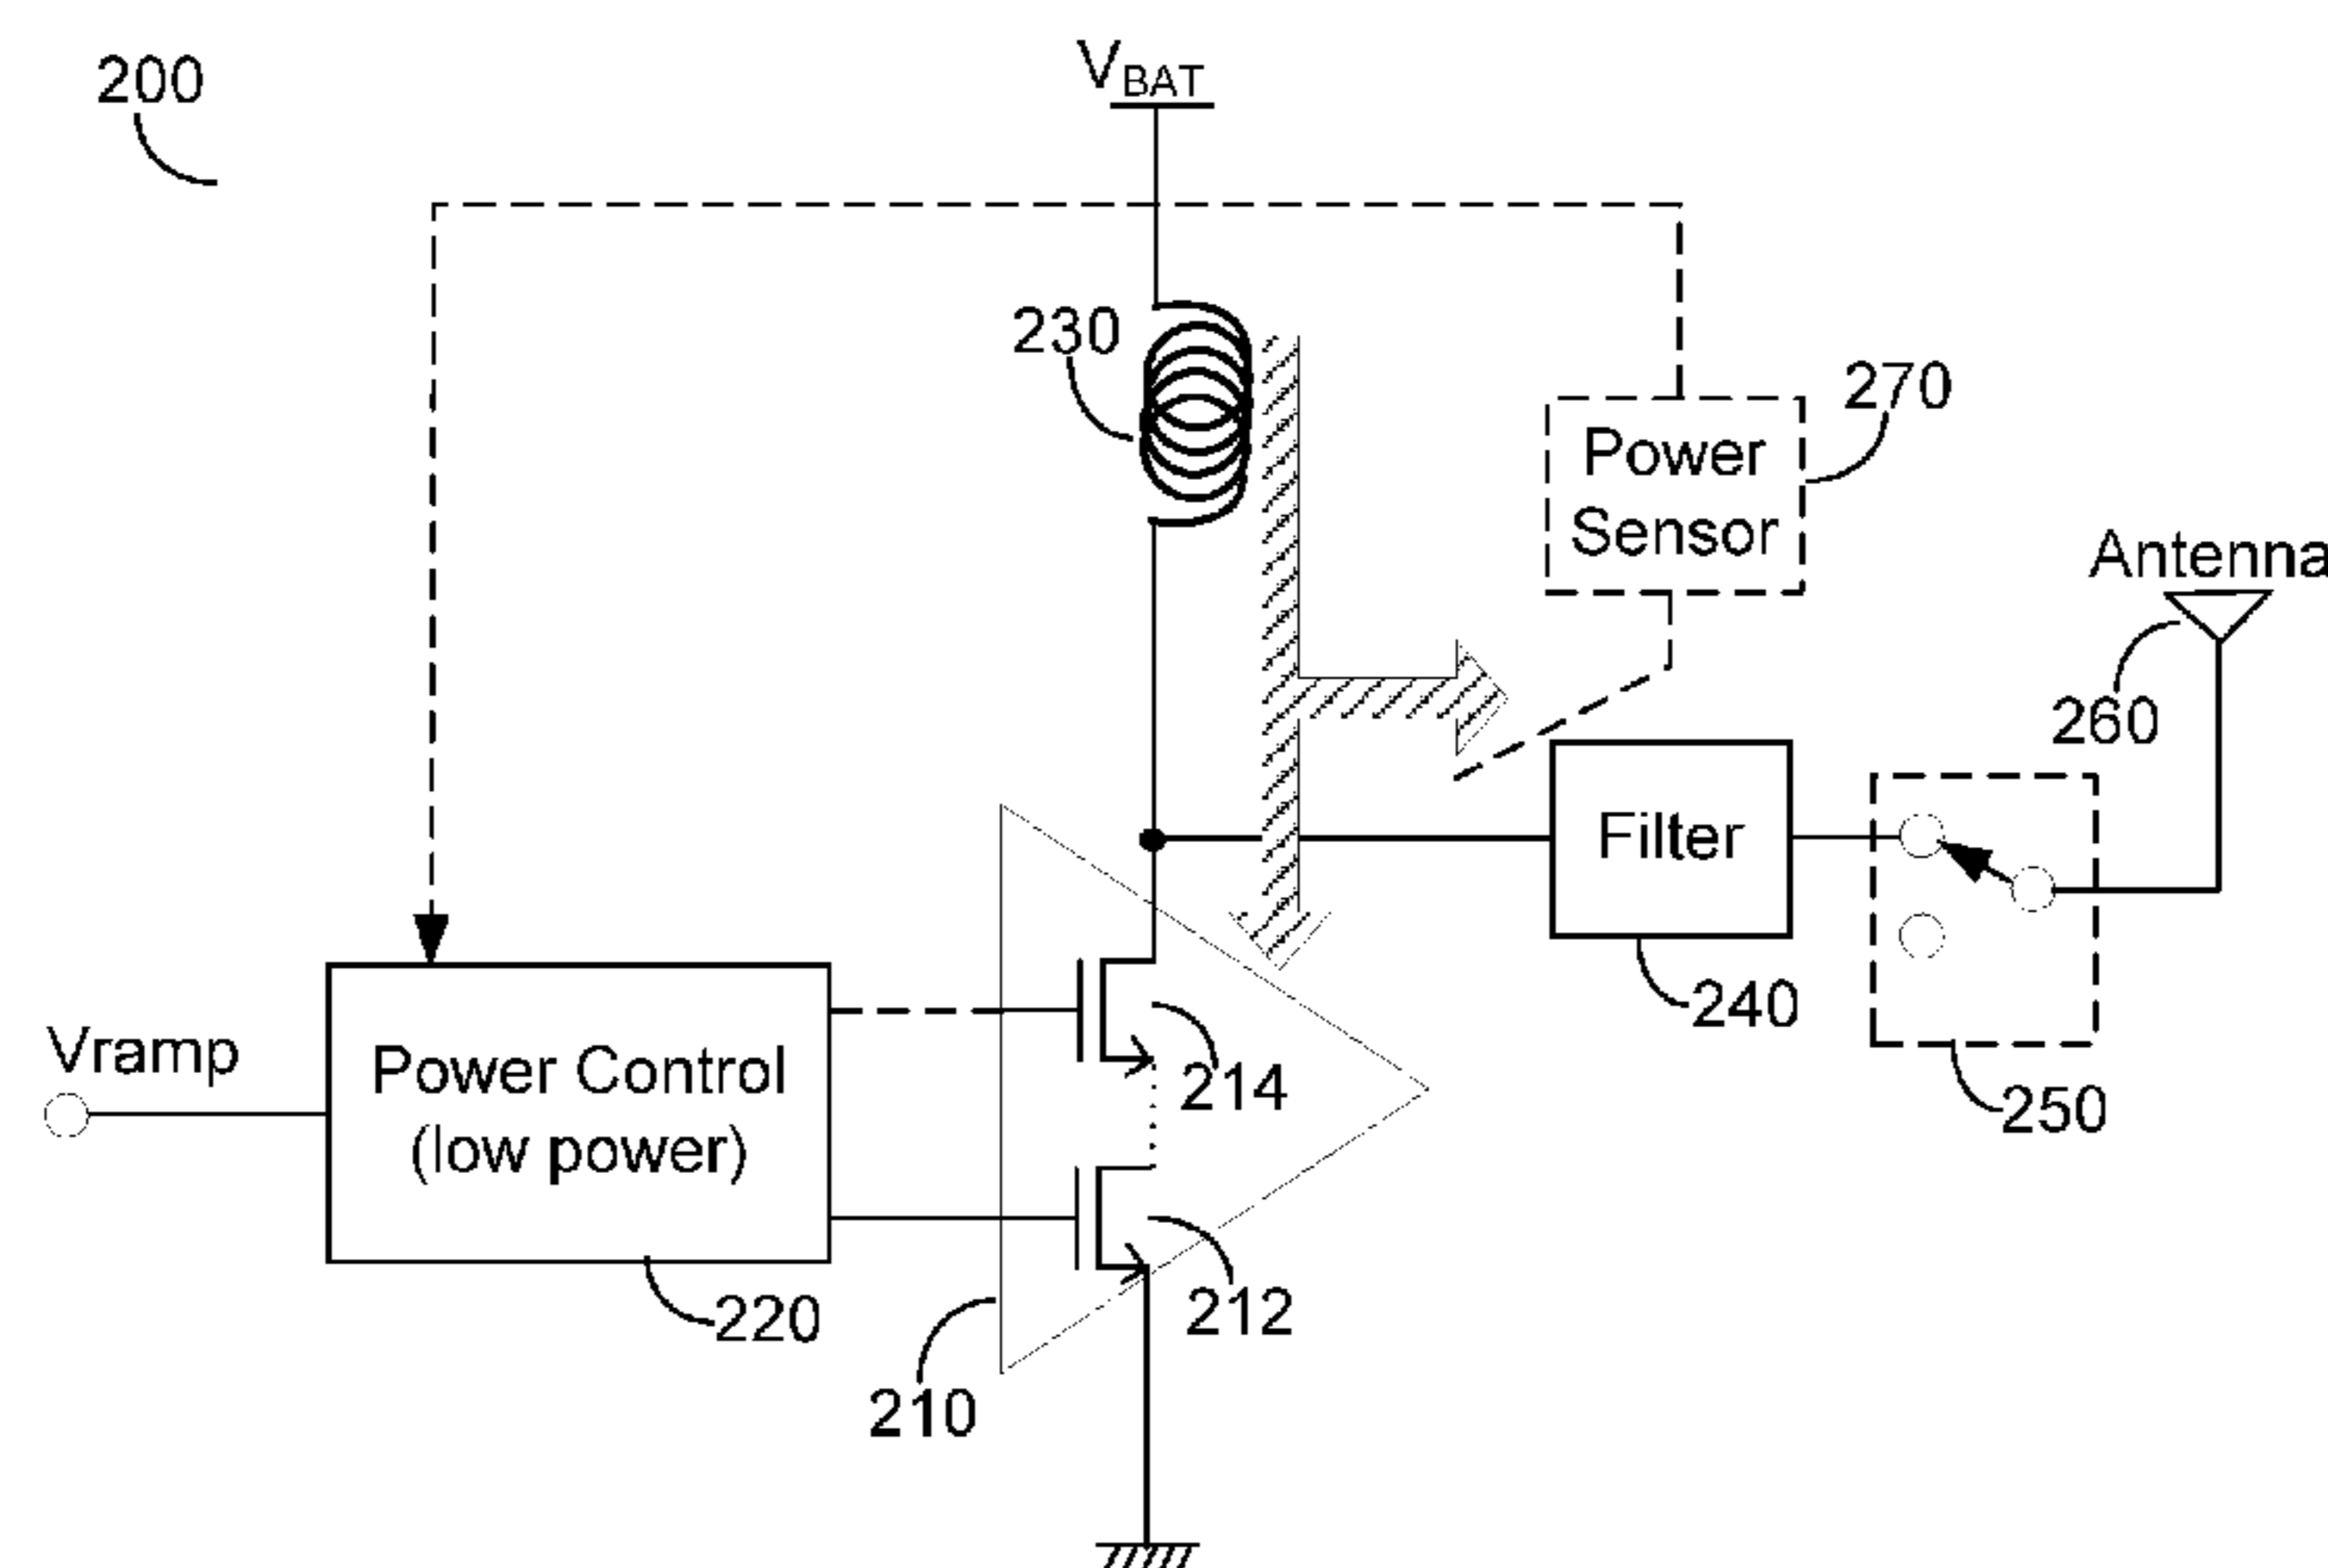 200
VBAT
230
270
Power
Sensor
Antenna
260
Filter
240
250
Vramp
Power Control
(low power)
214
212
220
210